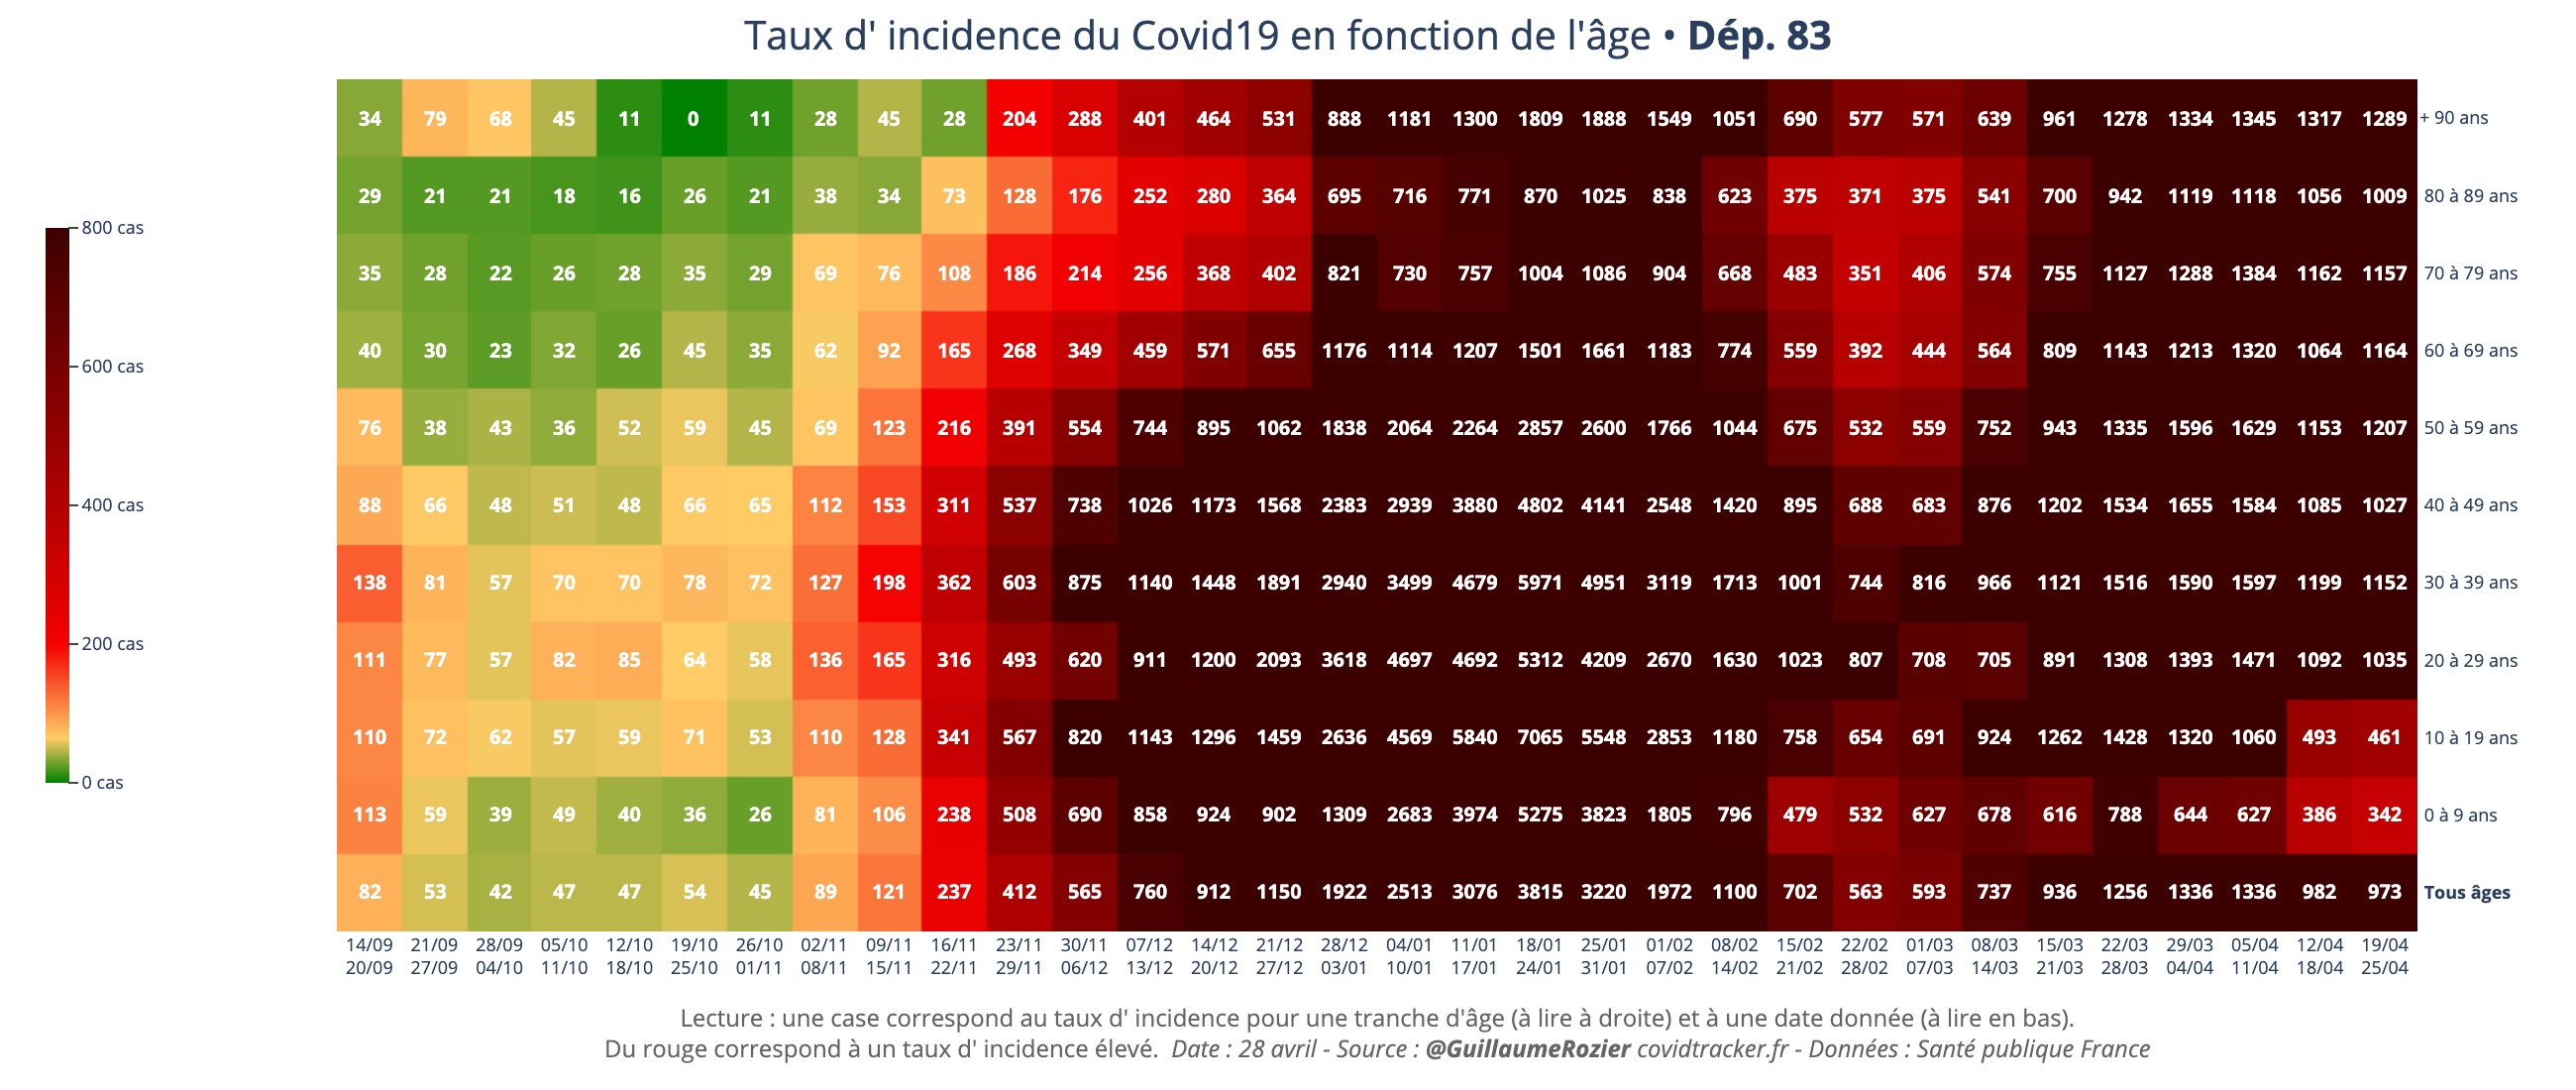 Taux d' incidence du Covid19 en fonction de l'âge • Dép. 83
34 79 68 45 11 0 11 28 45 28 204 288 401 464 531 888 1181 1300 1809 1888 1549 1051 690 577 571 639 961 1278 1334 1345 1317 1289 + 90 ans
29 21 21 18 16 26 21 38 34 73 128 176 252 280 364 695 716 771 870 1025 838 623 375 371 375 541 700 942 1119 1118 1056 1009 80 à 89 ans
800 cas
35 28 22 26 28 35 29 69 76 108 186 214 256 368 402 821 730 757 1004 1086 904 668 483 351 406 574 755 1127 1288 1384 1162 1157 70 à 79 ans
40 30 23 32 26 45 35 62 92 165 268 349 459 571 655 1176 1114 1207 1501 1661 1183 774 559 392 444 564 809 1143 1213 1320 1064 1164 60 à 69 ans
600 cas
76 38 43 36 52 59 45 69 123 216 391 554 744 895 1062 1838 2064 2264 2857 2600 1766 1044 675 532 559 752 943 1335 1596 1629 1153 1207 50 à 59 ans
400 cas
88 66 48 51 48 66 65 112 153 311 537 738 1026 1173 1568 2383 2939 3880 4802 4141 2548 1420 895 688 683 876 1202 1534 1655 1584 1085 1027 40 à 49 ans
138 81 57 70 70 78 72 127 198 362 603 875 1140 1448 1891 2940 3499 4679 5971 4951 3119 1713 1001 744 816 966 1121 1516 1590 1597 1199 1152 30 à 39 ans
200 cas
111 77 57 82 85 64 58 136 165 316 493 620 911 1200 2093 3618 4697 4692 5312 4209 2670 1630 1023 807 708 705 891 1308 1393 1471 1092 1035 20 à 29 ans
110 72 62 57 59 71 53 110 128 341 567 820 1143 1296 1459 2636 4569 5840 7065 5548 2853 1180 758 654 691 924 1262 1428 1320 1060 493 461 10 à 19 ans
0 cas
113 59 39 49 40 36 26 81 106 238 508 690 858 924 902 1309 2683 3974 5275 3823 1805 796 479 532 627 678 616 788 644 627 386 342 0 à 9 ans
82 53 42 47 47 54 45 89 121 237 412 565 760 912 1150 1922 2513 3076 3815 3220 1972 1100 702 563 593 737 936 1256 1336 1336 982 973 Tous âges
14/09 21/09 28/09 05/10 12/10 19/10 26/10 02/11 09/11 16/11 23/11 30/11 07/12 14/12 21/12 28/12 04/01 11/01 18/01 25/01 01/02 08/02 15/02 22/02 01/03 08/03 15/03 22/03 29/03 05/04 12/04 19/04
20/09 27/09 04/10 11/10 18/10 25/10 01/11 08/11 15/11 22/11 29/11 06/12 13/12 20/12 27/12 03/01 10/01 17/01 24/01 31/01 07/02 14/02 21/02 28/02 07/03 14/03 21/03 28/03 04/04 11/04 18/04 25/04
Lecture : une case correspond au taux d' incidence pour une tranche d'âge (à lire à droite) et à une date donnée (à lire en bas).
Du rouge correspond à un taux d' incidence élevé. Date : 28 avril - Source : @GuillaumeRozier covidtracker.fr - Données : Santé publique France